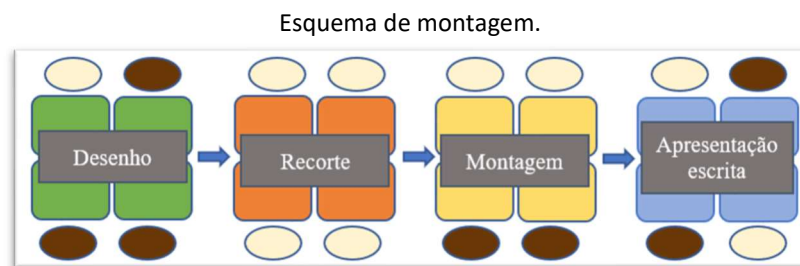 Esquema de montagem.
Desenho
Recorte
Montagem
Apresentação
escrita